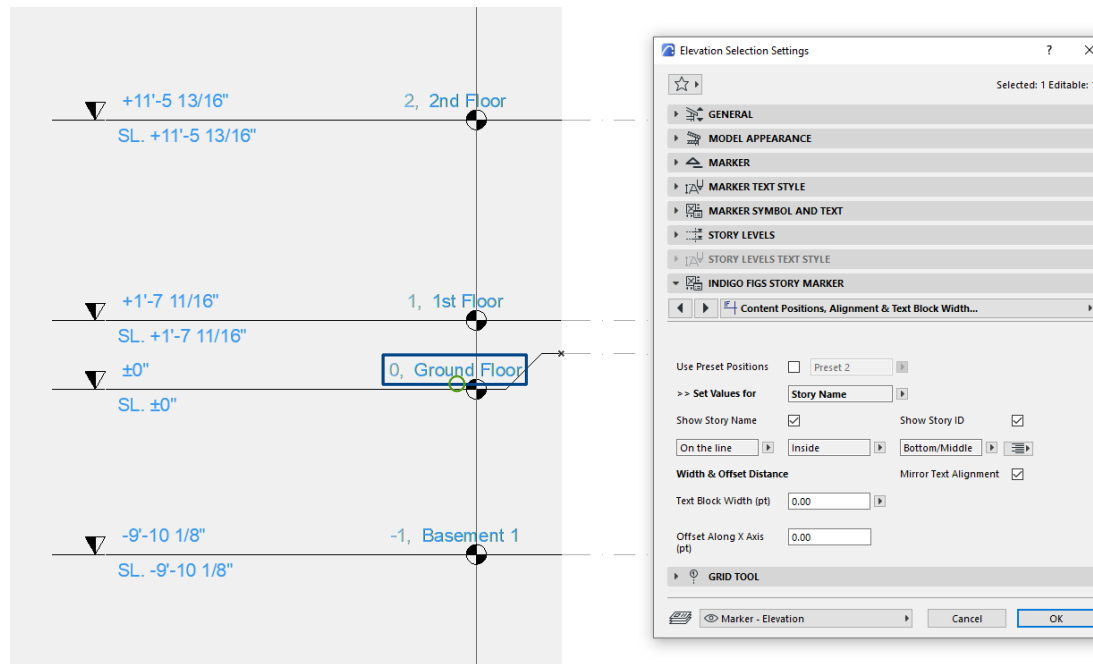 +11'-5 13/16" 2, 2nd Floor
SL. +11'-5 13/16"
+1'-7 11/16" 1, 1st Floor
SL. +1'-7 11/16"
±0" 0, Ground Floor
SL. ±0"
-9'-10 1/8" -1, Basement 1
SL. -9'-10 1/8"
Elevation Selection Settings ?
Selected: 1 Editable: 1
GENERAL
MODEL APPEARANCE
MARKER
MARKER TEXT STYLE
MARKER SYMBOL AND TEXT
STORY LEVELS
STORY LEVELS TEXT STYLE
INDIGO FIGS STORY MARKER
Content Positions, Alignment & Text Block Width...
Use Preset Positions Preset 2
>> Set Values for Story Name
Show Story Name Show Story ID
On the line Inside Bottom/Middle
Width & Offset Distance Mirror Text Alignment
Text Block Width (pt) 0.00
Offset Along X Axis 0.00
(pt)
GRID TOOL
Marker - Elevation Cancel OK